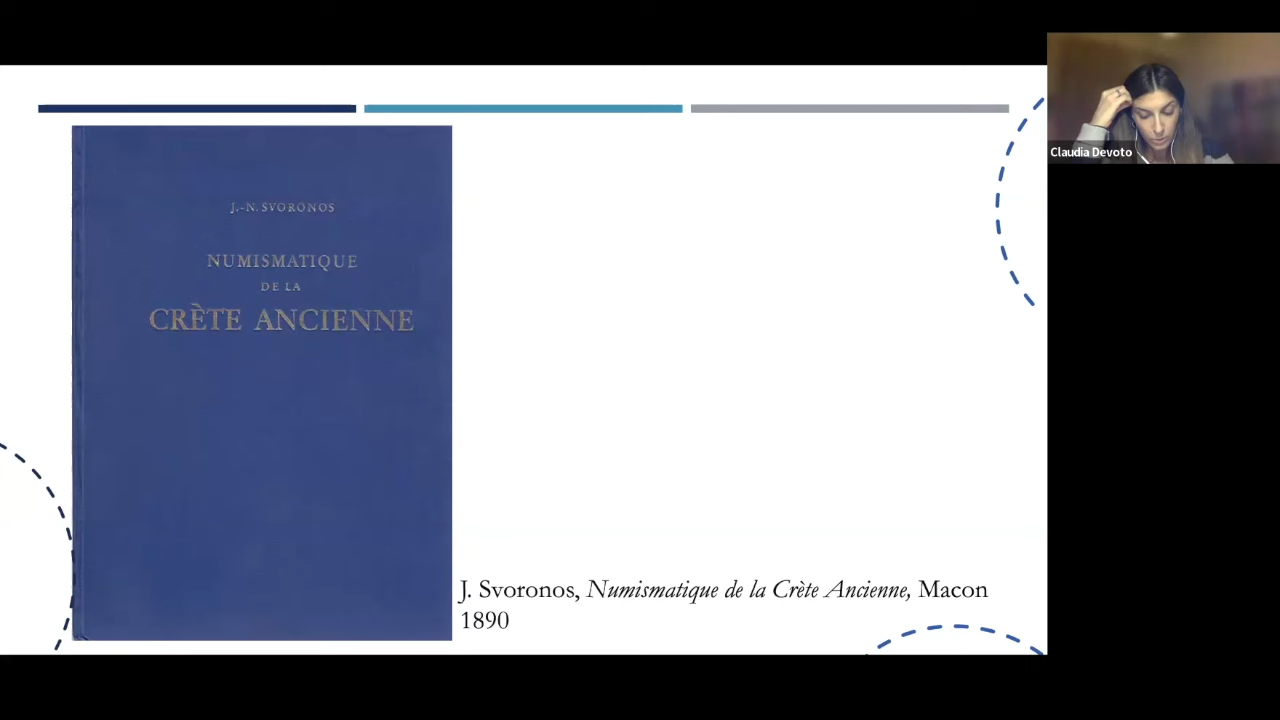 J.-N. SVORONOS
NUMISMATIQUE
DE LA
CRÈTE ANCIENNE
J. Svoronos, Numismatique de la Crète Ancienne, Macon
1890
Claudia Devoto